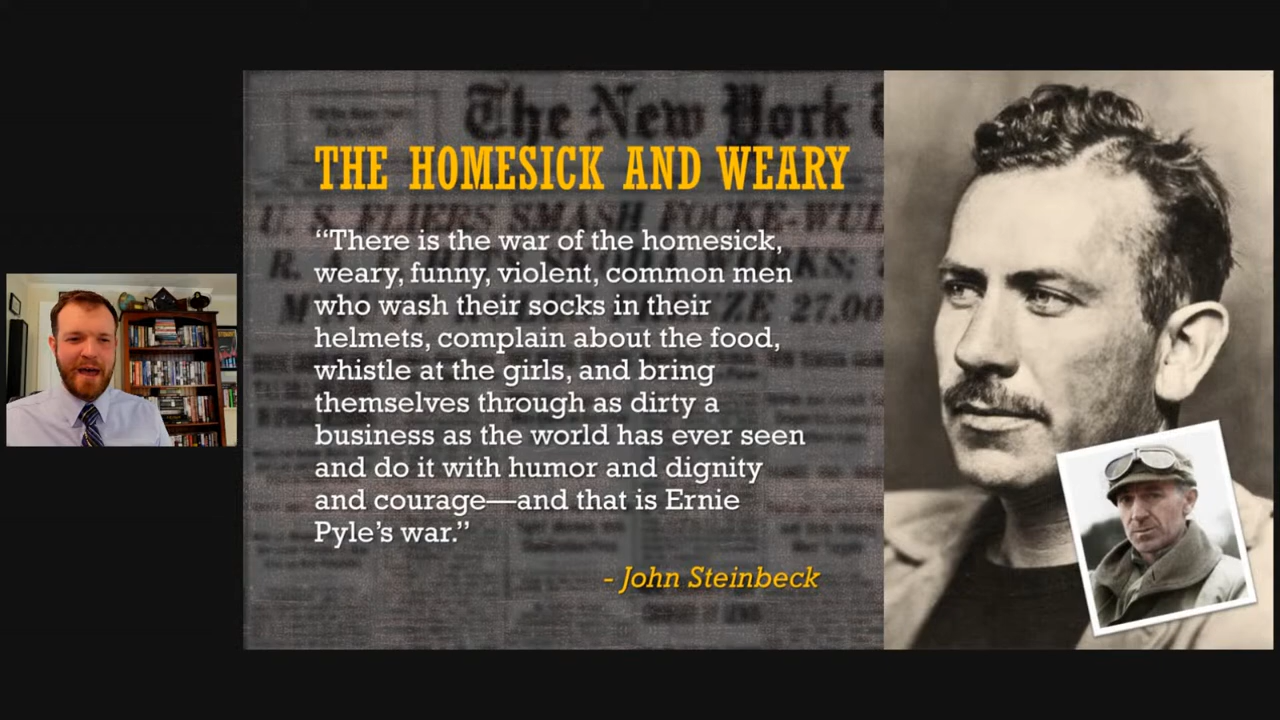 The New York
THE HOMESICK AND WEARY
U. S. FLIERS SMASH FOCKE-WUL
“There is the war of the homesick,
weary, funny, violent, common men
who wash their socks in their
helmets, complain about the food,
whistle at the girls, and bring
themselves through as dirty a
business as the world has ever seen
and do it with humor and dignity
and courage—and that is Ernie
Pyle’s war.”
- John Steinbeck